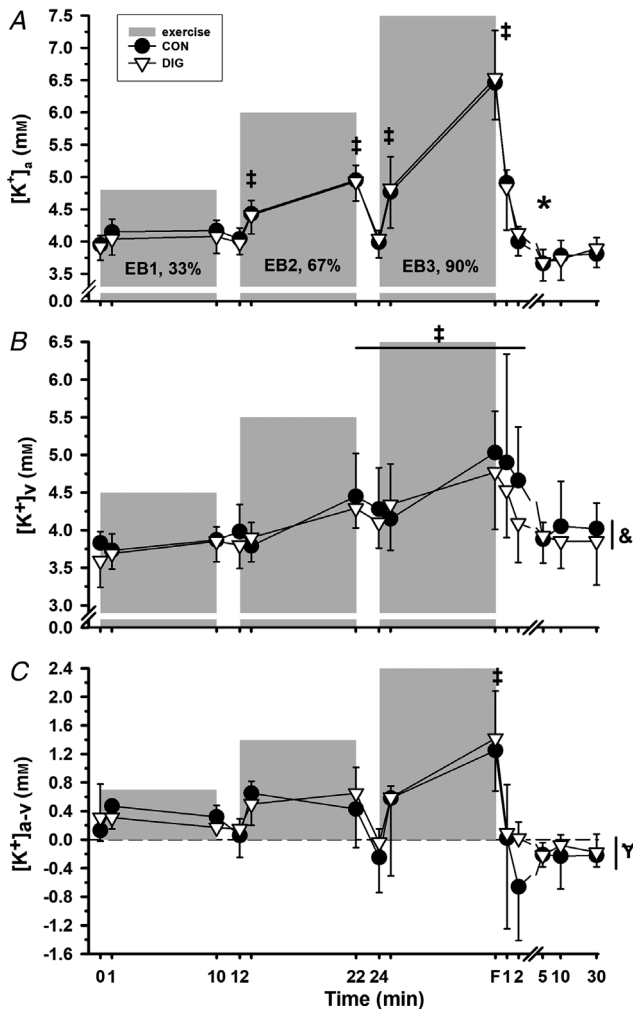 A
[K⁺]ₐ (mM)
7.5
7.0
6.5
6.0
5.5
5.0
4.5
4.0
3.5
0.0
exercise
CON
DIG
‡
‡
‡
‡
*
EB1, 33%
EB2, 67%
EB3, 90%
B
[K⁺]ᵥ (mM)
6.5
6.0
5.5
5.0
4.5
4.0
3.5
3.0
0.0
‡
&
C
[K⁺]a-v (mM)
2.4
2.0
1.6
1.2
0.8
0.4
0.0
-0.4
-0.8
-1.2
-1.6
‡
0 1 10 12 22 24 F 1 2 5 10 30
Time (min)